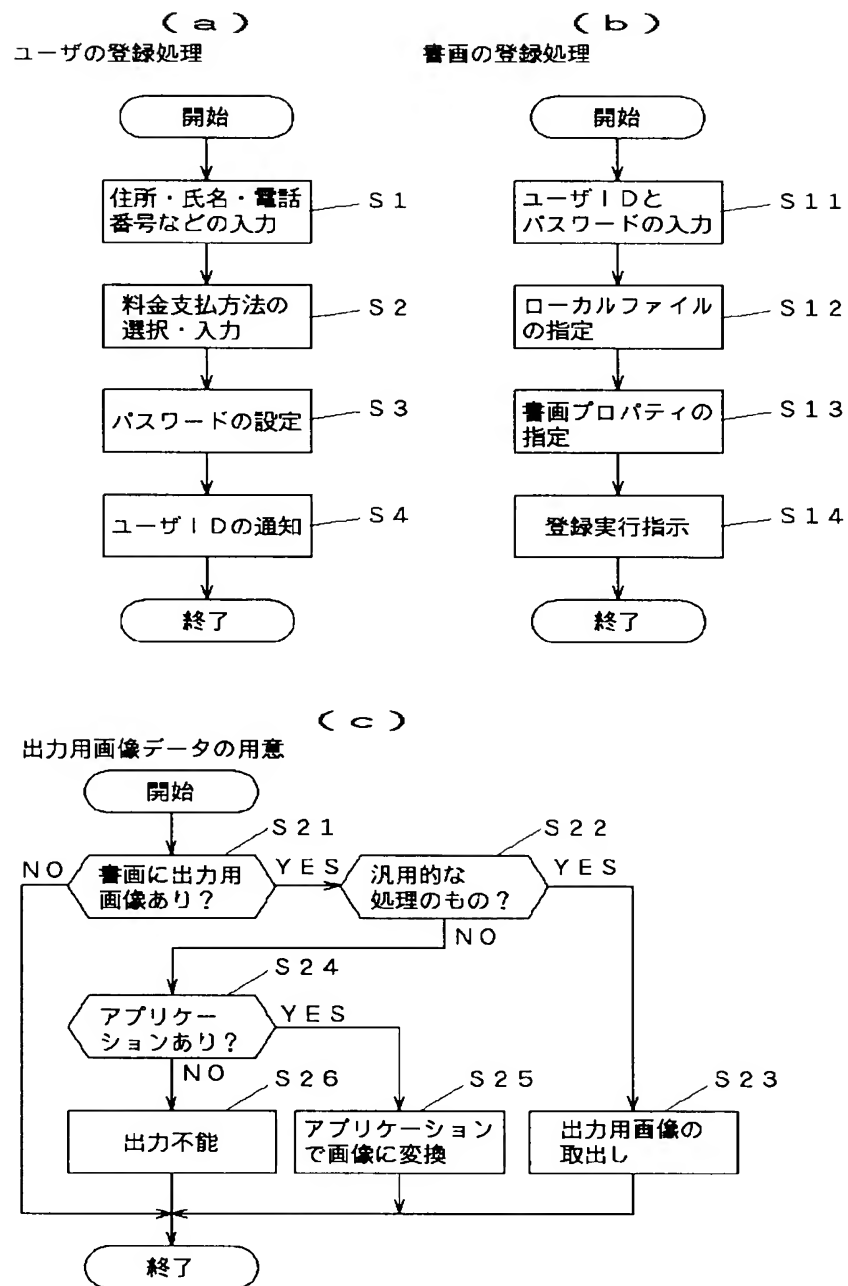 (a)
ユーザの登録処理
開始
住所・氏名・電話
番号などの入力
S1
料金支払方法の
選択・入力
S2
パスワードの設定
S3
ユーザIDの通知
S4
終了
(b)
書画の登録処理
開始
ユーザIDと
パスワードの入力
S11
ローカルファイル
の指定
S12
書画プロパティの
指定
S13
登録実行指示
S14
終了
(c)
出力用画像データの用意
開始
S21
書画に出力用
画像あり?
NO
YES
S22
汎用的な
処理のもの?
YES
NO
S24
アプリケー
ションあり?
YES
NO
S26
出力不能
S25
アプリケーション
で画像に変換
S23
出力用画像の
取出し
終了